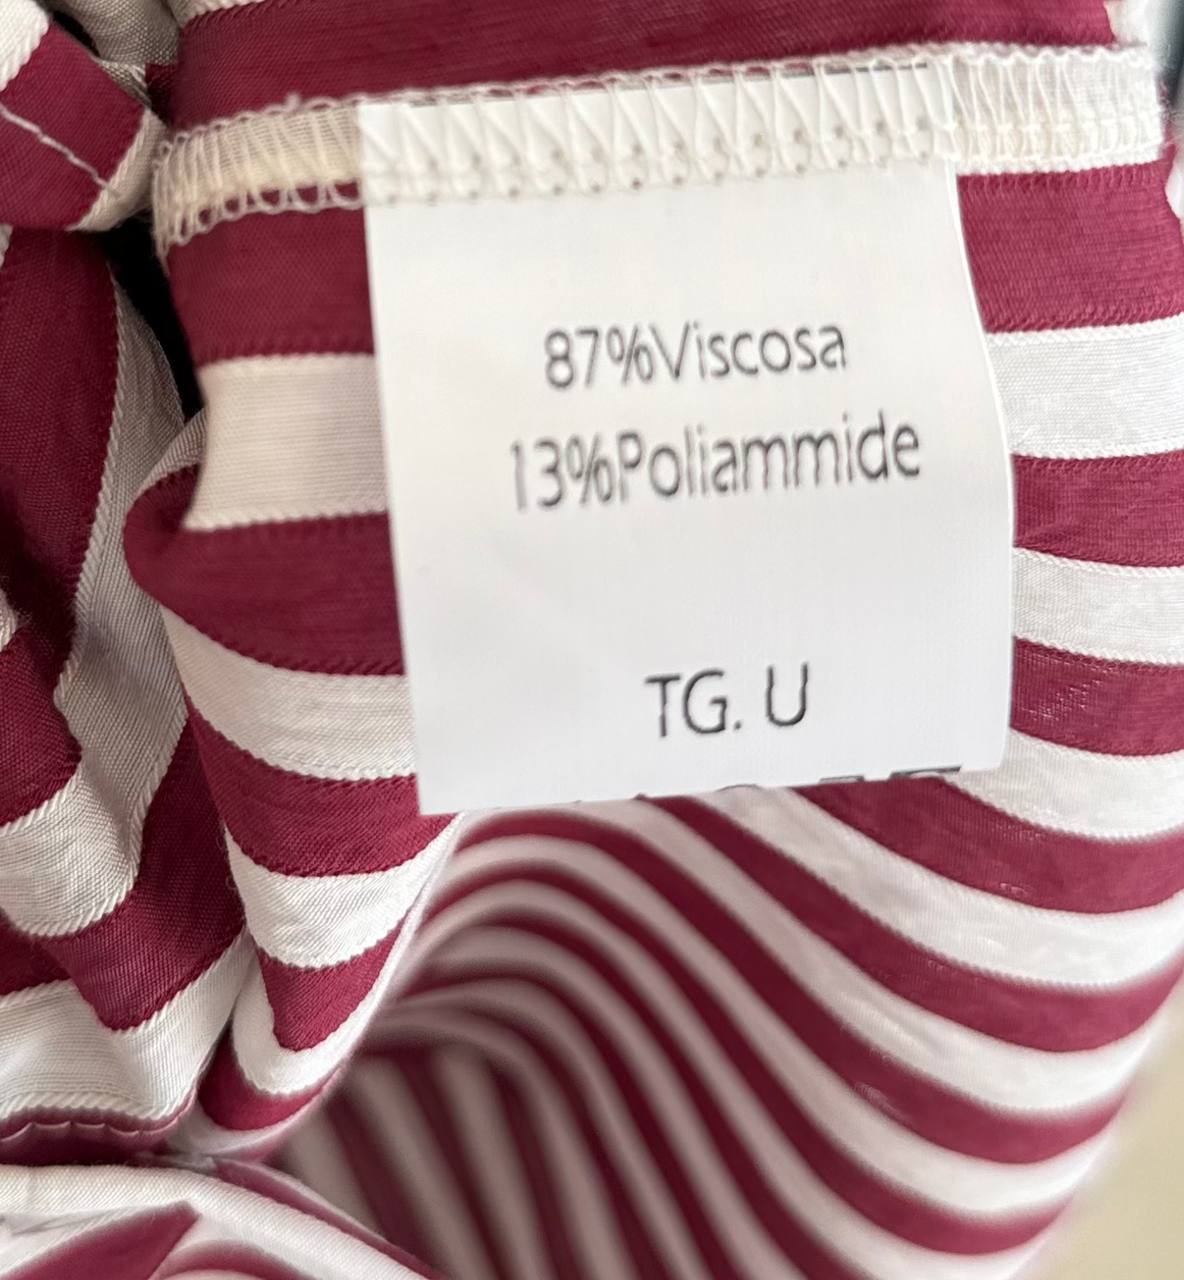 87%Viscosa
13%Poliammide
TG. U